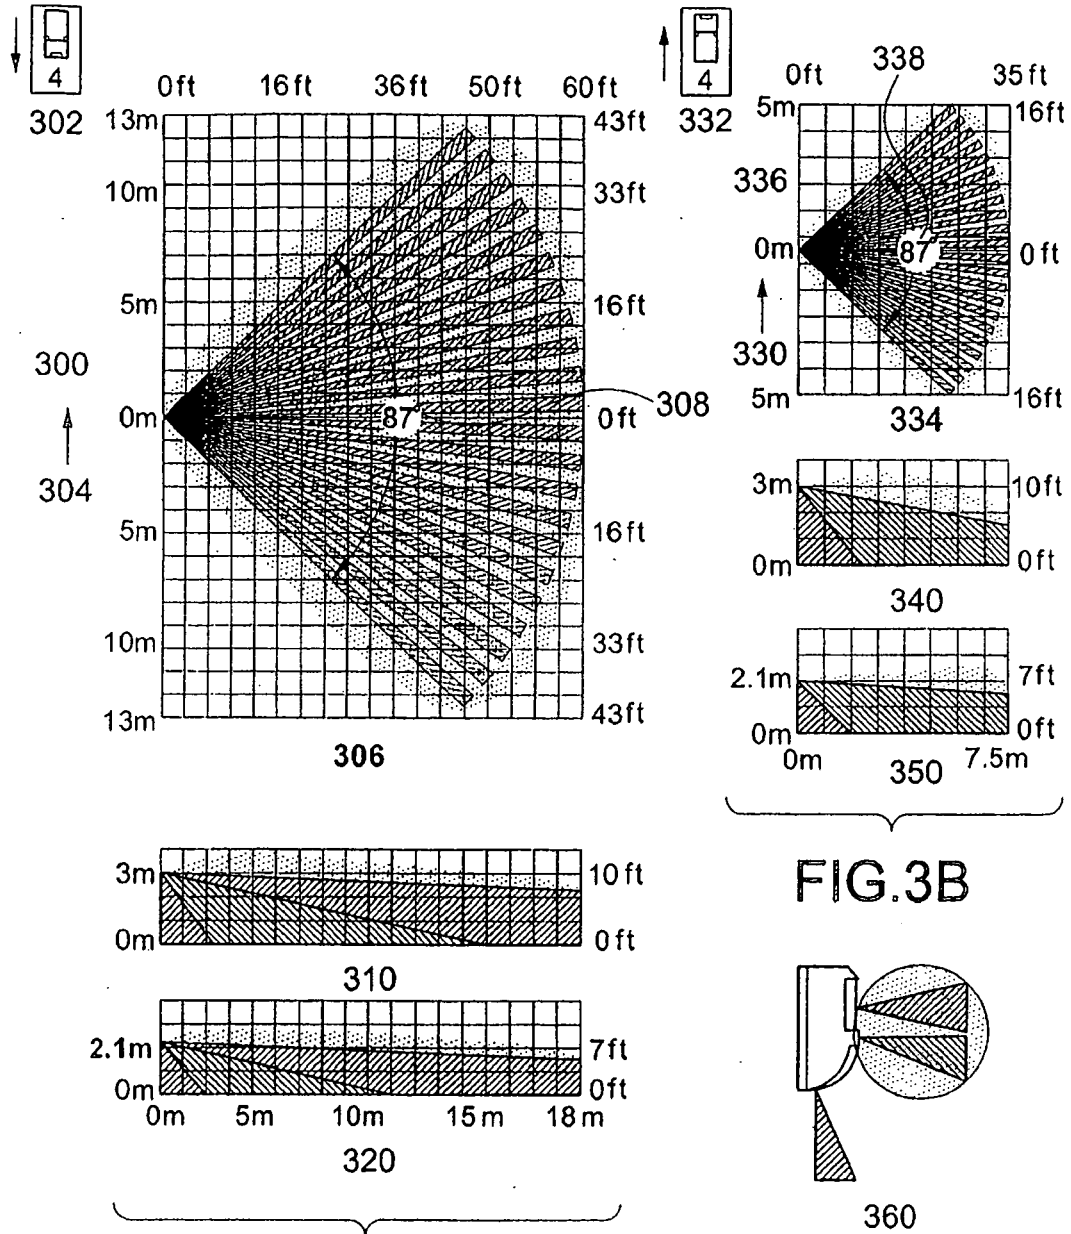 4
302
0ft 16ft 36ft 50ft 60ft
13m 43ft
10m 33ft
5m 16ft
300
0m 87° 0ft
308
304
5m 16ft
10m 33ft
13m 43ft
306
3m 10ft
0m 0ft
310
2.1m 7ft
0m 0ft
0m 5m 10m 15m 18m
320
4
332
338
0ft 35ft
5m 16ft
336
0m 87° 0ft
330
5m 16ft
334
3m 10ft
0m 0ft
340
2.1m 7ft
0m 0ft
0m 7.5m
350
FIG.3B
360